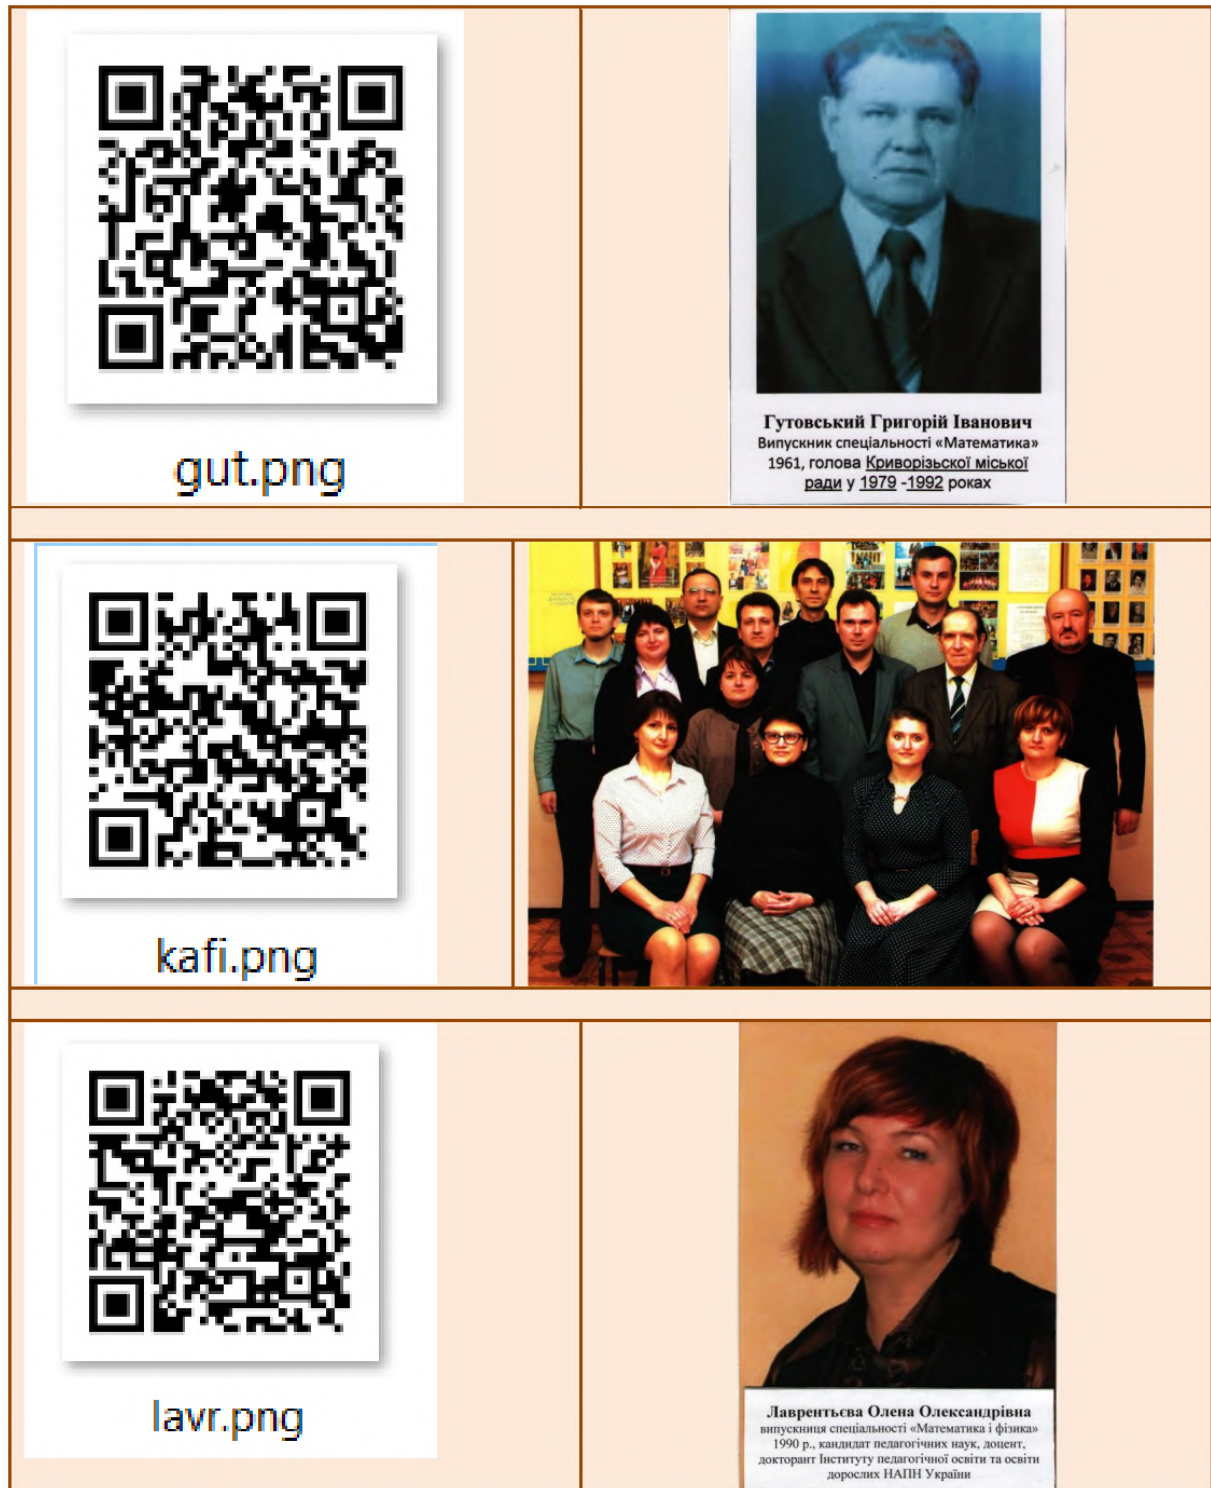 gut.png
Гутовський Григорій Іванович
Випускник спеціальності «Математика»
1961, голова Криворізьскої міської
ради у 1979 -1992 роках
kafi.png
lavr.png
Лаврентьєва Олена Олександрівна
випускниця спеціальності «Математика і фізика»
1990 р., кандидат педагогічних наук, доцент,
докторант Інституту педагогічної освіти та освіти
дорослих НАПН України